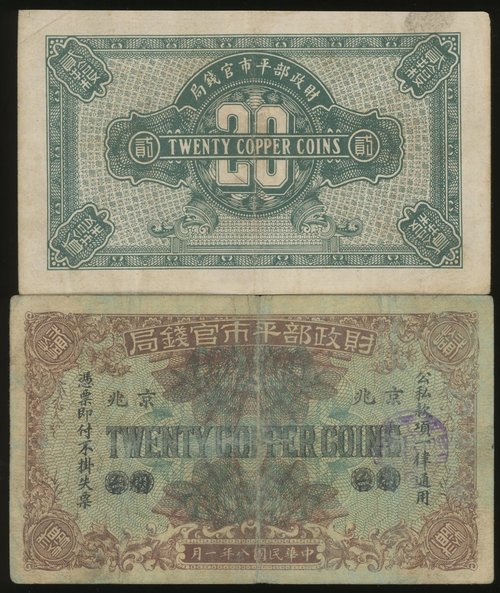 財政部平市官錢局
20
TWENTY COPPER COINS
貳
貳
財政部平市官錢局
京兆
京兆
公私款項一律通用
憑票即付不掛失票
TWENTY COPPER COINS
中華民國八年一月